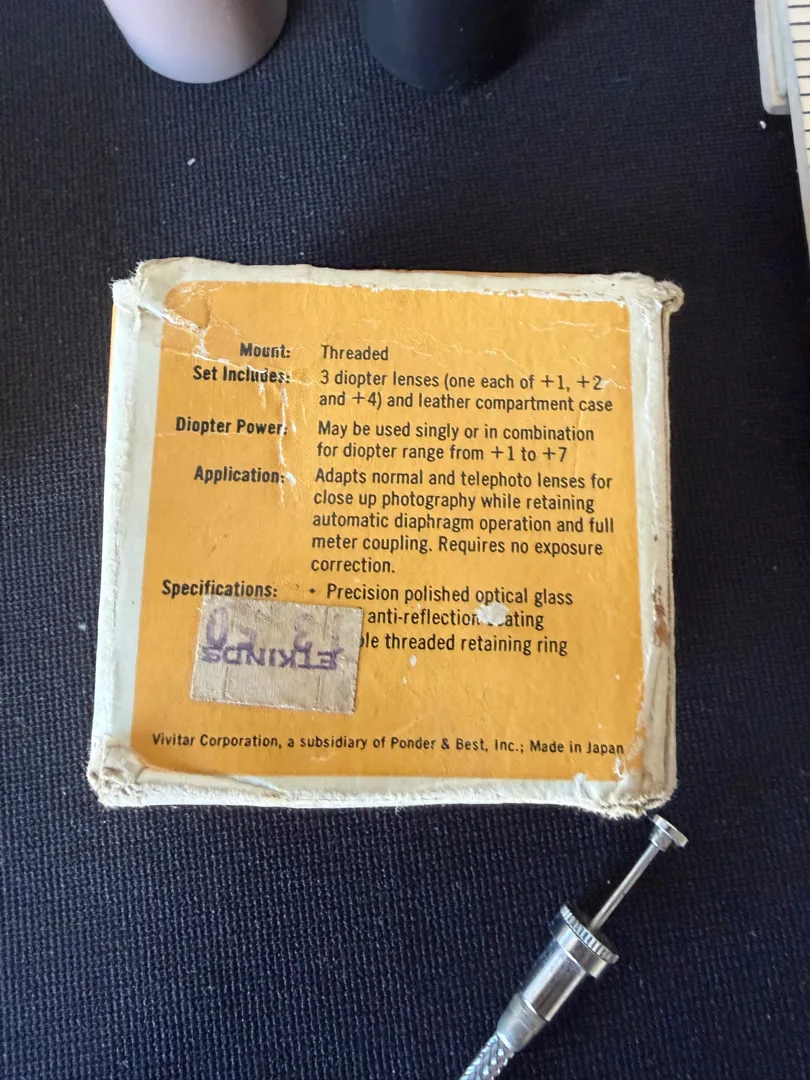 Mount: Threaded
Set Includes: 3 diopter lenses (one each of +1, +2
and +4) and leather compartment case
Diopter Power: May be used singly or in combination
for diopter range from +1 to +7
Application: Adapts normal and telephoto lenses for
close up photography while retaining
automatic diaphragm operation and full
meter coupling. Requires no exposure
correction.
Specifications: • Precision polished optical glass
anti-reflection
threaded retaining ring
ETKINDS
Vivitar Corporation, a subsidiary of Ponder & Best, Inc.; Made in Japan